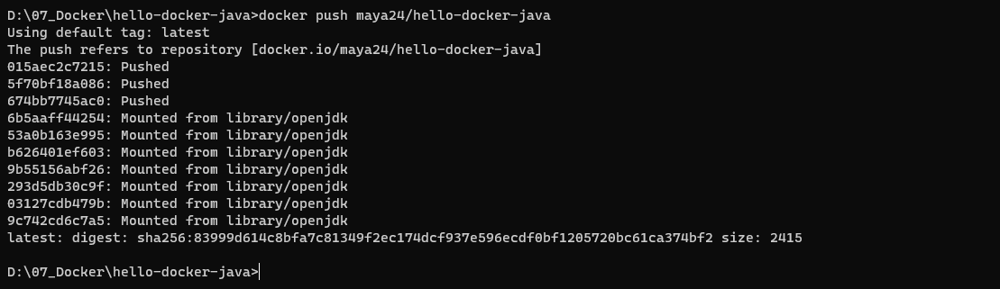 D:\07_Docker\hello-docker-java>docker push maya24/hello-docker-java
Using default tag: latest
The push refers to repository [docker.io/maya24/hello-docker-java]
015aec2c7215: Pushed
5f70bf18a086: Pushed
674bb7745ac0: Pushed
6b5aaff44254: Mounted from library/openjdk
53a0b163e995: Mounted from library/openjdk
b626401ef603: Mounted from library/openjdk
9b55156abf26: Mounted from library/openjdk
293d5db30c9f: Mounted from library/openjdk
03127cdb479b: Mounted from library/openjdk
9c742cd6c7a5: Mounted from library/openjdk
latest: digest: sha256:83999d614c8bfa7c81349f2ec174dcf937e596ecdf0bf1205720bc61ca374bf2 size: 2415
D:\07_Docker\hello-docker-java>